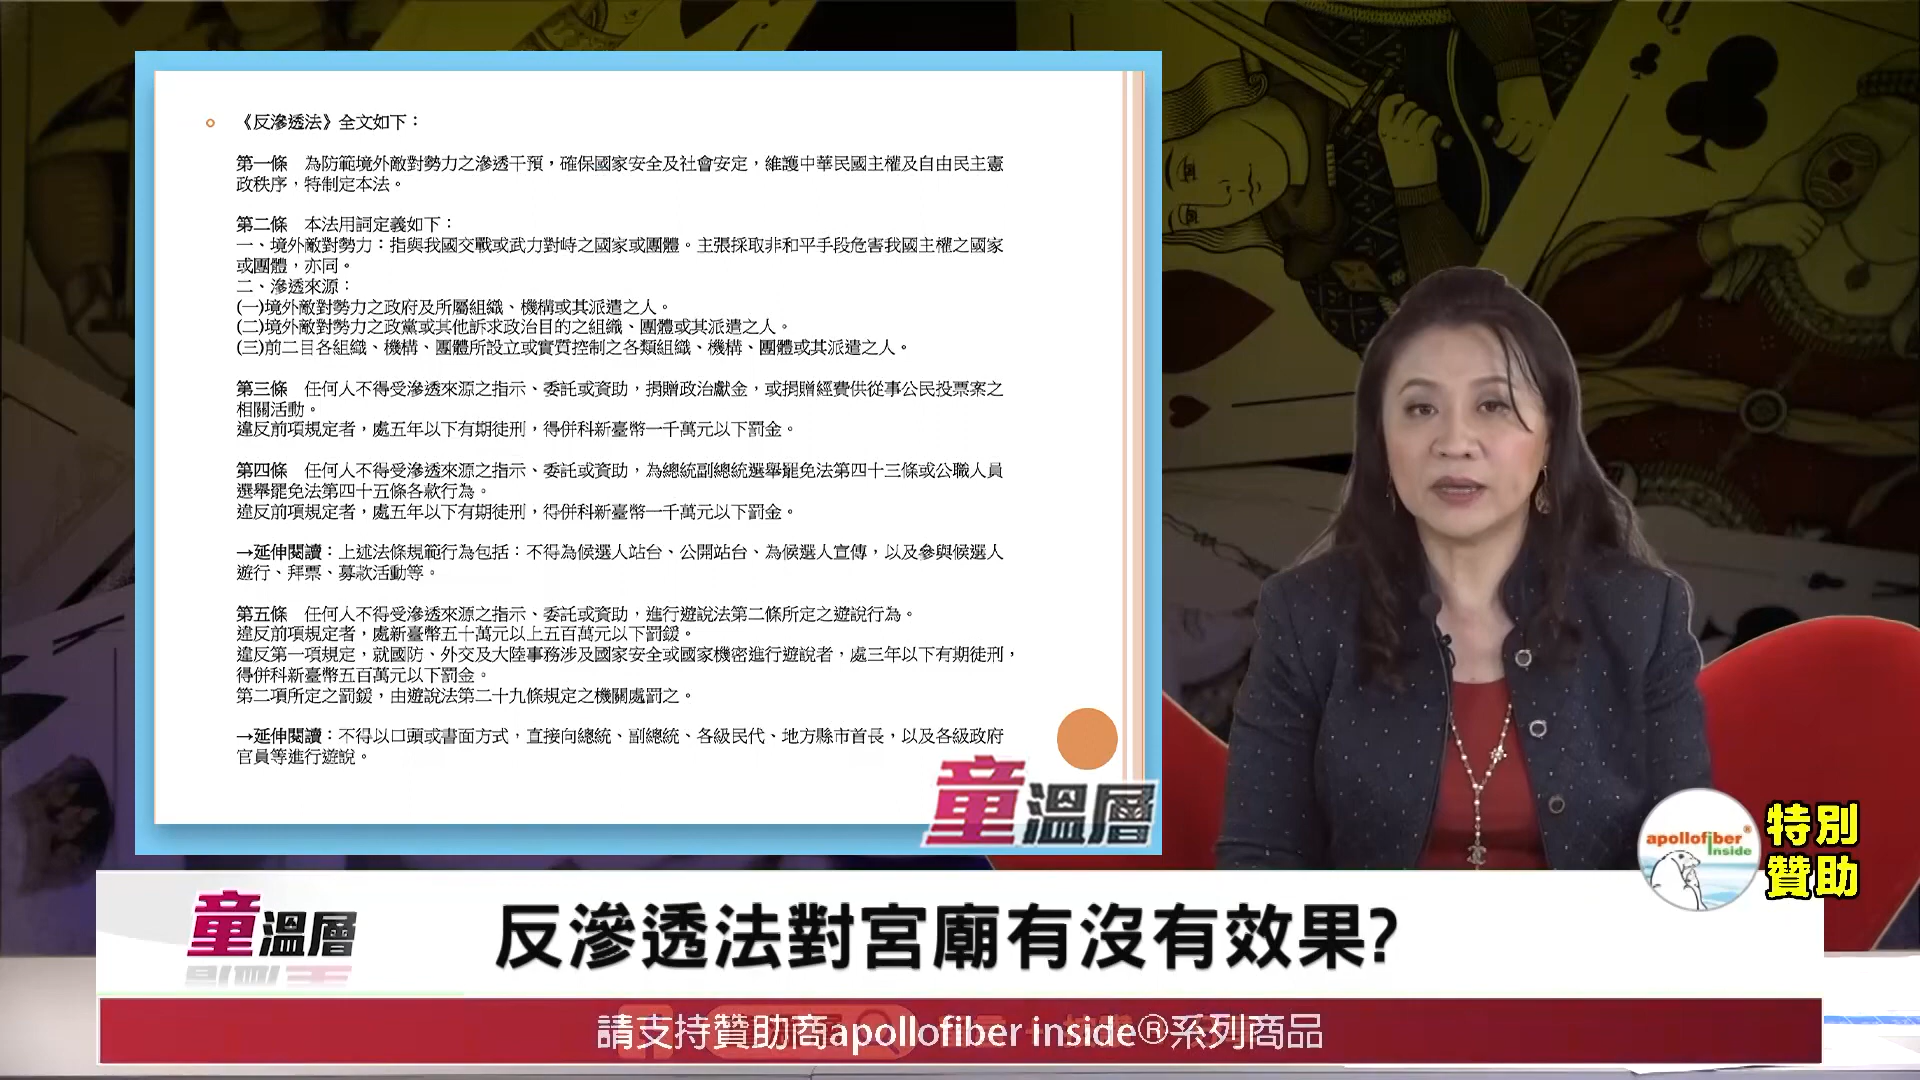 《反滲透法》全文如下：
第一條　為防範境外敵對勢力之滲透干預，確保國家安全及社會安定，維護中華民國主權及自由民主憲
政秩序，特制定本法。
第二條　本法用詞定義如下：
一、境外敵對勢力：指與我國交戰或武力對峙之國家或團體。主張採取非和平手段危害我國主權之國家
或團體，亦同。
二、滲透來源：
(一)境外敵對勢力之政府及所屬組織、機構或其派遣之人。
(二)境外敵對勢力之政黨或其他訴求政治目的之組織、團體或其派遣之人。
(三)前二目各組織、機構、團體所設立或實質控制之各類組織、機構、團體或其派遣之人。
第三條　任何人不得受滲透來源之指示、委託或資助，捐贈政治獻金，或捐贈經費供從事公民投票案之
相關活動。
違反前項規定者，處五年以下有期徒刑，得併科新臺幣一千萬元以下罰金。
第四條　任何人不得受滲透來源之指示、委託或資助，為總統副總統選舉罷免法第四十三條或公職人員
選舉罷免法第四十五條各款行為。
違反前項規定者，處五年以下有期徒刑，得併科新臺幣一千萬元以下罰金。
→延伸閱讀：上述法條規範行為包括：不得為候選人站台、公開站台、為候選人宣傳，以及參與候選人
遊行、拜票、募款活動等。
第五條　任何人不得受滲透來源之指示、委託或資助，進行遊說法第二條所定之遊說行為。
違反前項規定者，處新臺幣五十萬元以上五百萬元以下罰鍰。
違反第一項規定，就國防、外交及大陸事務涉及國家安全或國家機密進行遊說者，處三年以下有期徒刑，
得併科新臺幣五百萬元以下罰金。
第二項所定之罰鍰，由遊說法第二十九條規定之機關處罰之。
→延伸閱讀：不得以口頭或書面方式，直接向總統、副總統、各級民代、地方縣市首長，以及各級政府
官員等進行遊說。
童溫層
apollofiber®
inside
特別
贊助
童溫層
反滲透法對宮廟有沒有效果?
請支持贊助商apollofiber inside®系列商品